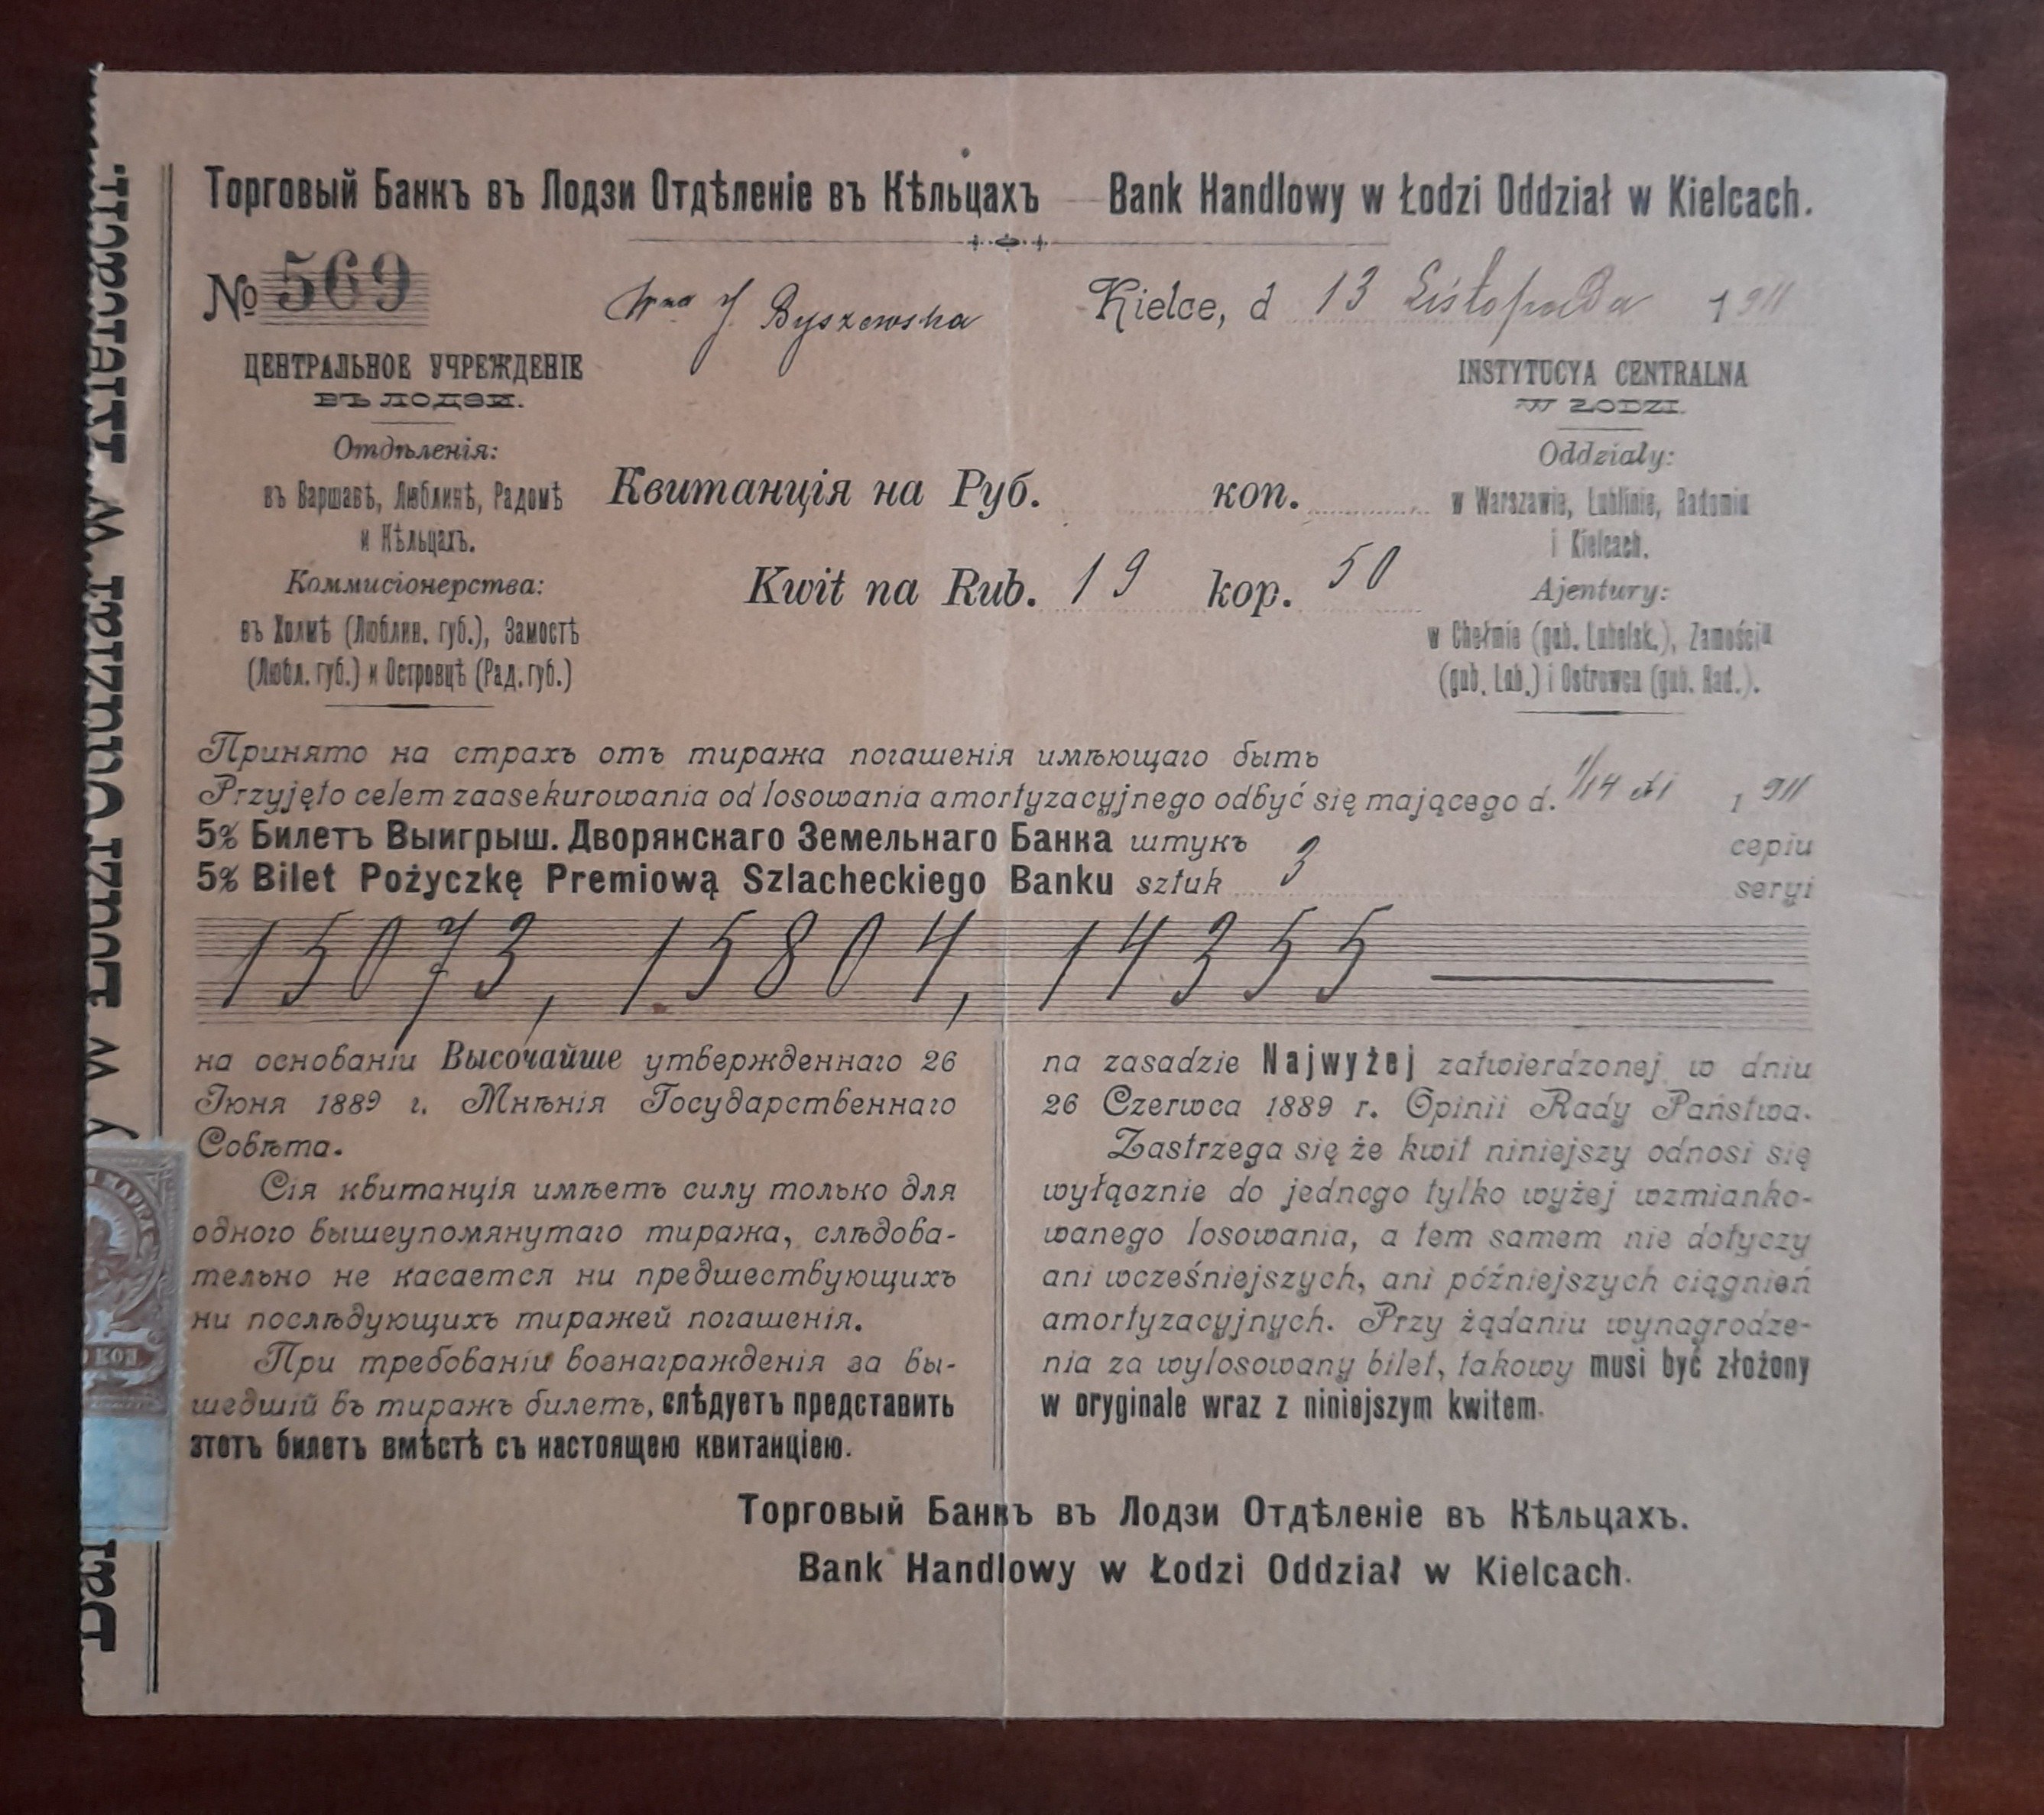 Торговый Банкъ въ Лодзи Отдѣленіе въ Кѣльцахъ Bank Handlowy w Łodzi Oddział w Kielcach.
№ 569
Wna J. Byszewska
Kielce, d 13 Listopada 1911
ЦЕНТРАЛЬНОЕ УЧРЕЖДЕНІЕ
ВЪ ЛОДЗИ.
Отдѣленія:
въ Варшавѣ, Люблинѣ, Радомѣ
и Кѣльцахъ.
Коммисіонерства:
въ Холмѣ (Люблин. губ.), Замостѣ
(Любл. губ.) и Островцѣ (Рад. губ.)
Квитанція на Руб. коп.
Kwit na Rub. 19 kop. 50
INSTYTUCYA CENTRALNA
W ŁODZI.
Oddziały:
w Warszawie, Lublinie, Radomiu
i Kielcach.
Ajentury:
w Chełmie (gub. Lubelsk.), Zamościu
(gub. Lub.) i Ostrowcu (gub. Rad.).
Принято на страхъ отъ тиража погашенія имѣющаго быть
Przyjęto celem zaasekurowania od losowania amortyzacyjnego odbyć się mającego d. 1/14 XI 1911
5% Билетъ Выигрыш. Дворянскаго Земельнаго Банка штукъ серіи
5% Bilet Pożyczkę Premiową Szlacheckiego Banku sztuk 3 seryi
15073, 15804, 14355
на основаніи Высочайше утвержденнаго 26
Іюня 1889 г. Мнѣнія Государственнаго
Совѣта.
Сія квитанція имѣетъ силу только для
одного вышеупомянутаго тиража, слѣдова-
тельно не касается ни предшествующихъ
ни послѣдующихъ тиражей погашенія.
При требованіи вознагражденія за вы-
шедшій въ тиражъ билетъ, слѣдуетъ представить
этотъ билетъ вмѣстѣ съ настоящею квитанціею.
na zasadzie Najwyżej zatwierdzonej w dniu
26 Czerwca 1889 r. Opinii Rady Państwa.
Zastrzega się że kwit niniejszy odnosi się
wyłącznie do jednego tylko wyżej wzmianko-
wanego losowania, a tem samem nie dotyczy
ani wcześniejszych, ani późniejszych ciągnień
amortyzacyjnych. Przy żądaniu wynagrodze-
nia za wylosowany bilet, takowy musi być złożony
w oryginale wraz z niniejszym kwitem.
Торговый Банкъ въ Лодзи Отдѣленіе въ Кѣльцахъ.
Bank Handlowy w Łodzi Oddział w Kielcach.
МАРКА
КОП